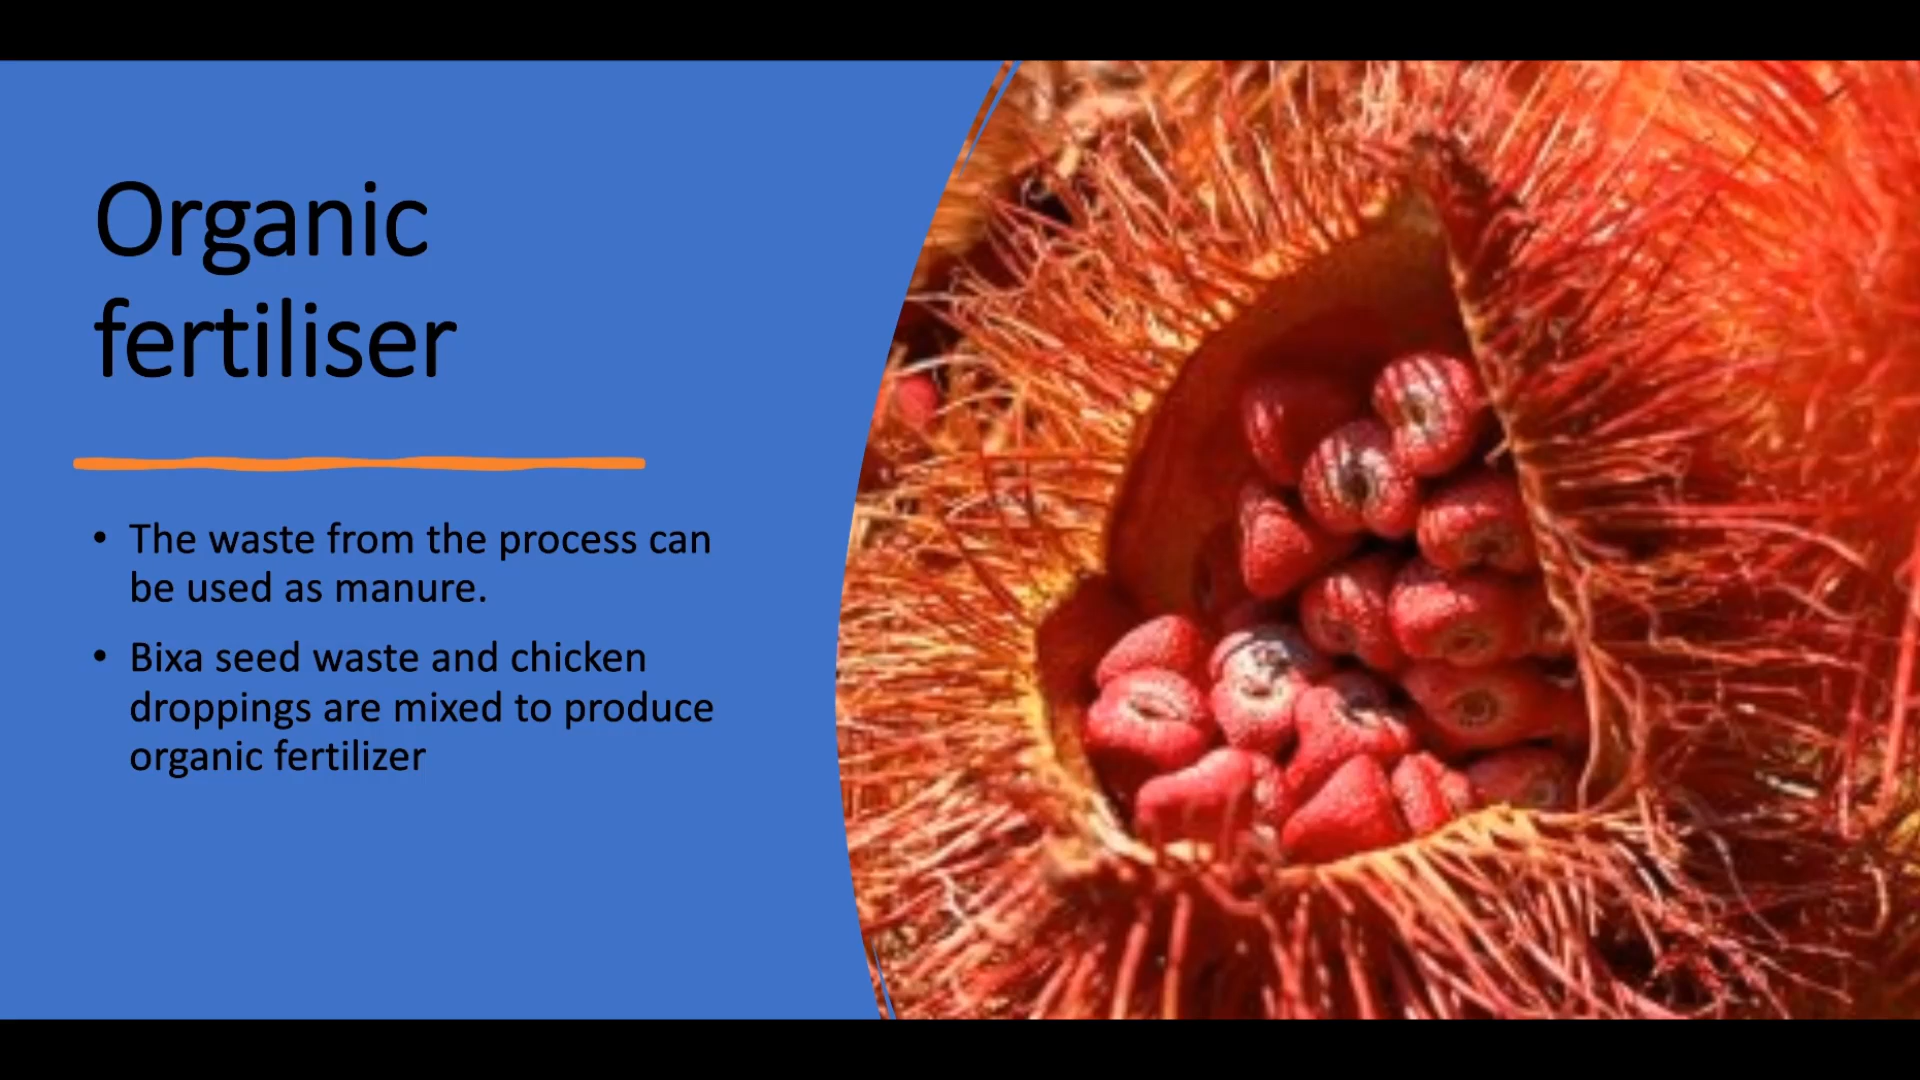 Organic
fertiliser
• The waste from the process can
be used as manure.
• Bixa seed waste and chicken
droppings are mixed to produce
organic fertilizer